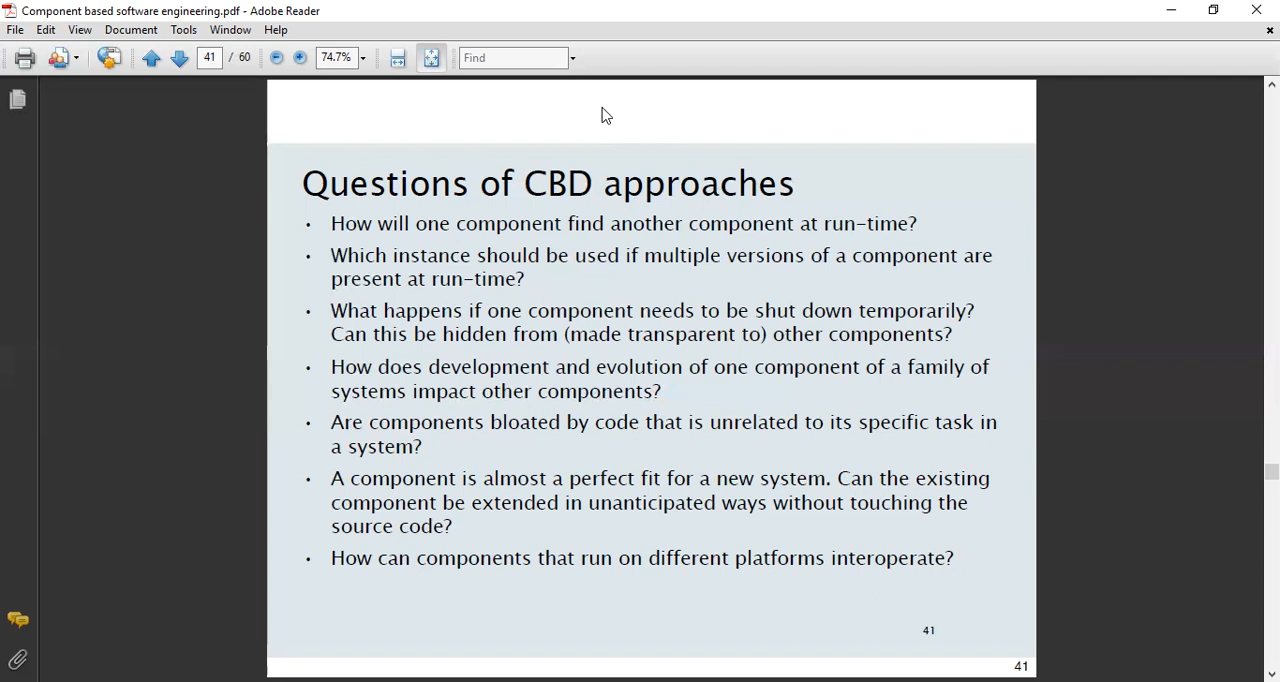 Component based software engineering.pdf - Adobe Reader
File Edit View Document Tools Window Help
41 / 60 74.7% Find
Questions of CBD approaches
• How will one component find another component at run-time?
• Which instance should be used if multiple versions of a component are
present at run-time?
• What happens if one component needs to be shut down temporarily?
Can this be hidden from (made transparent to) other components?
• How does development and evolution of one component of a family of
systems impact other components?
• Are components bloated by code that is unrelated to its specific task in
a system?
• A component is almost a perfect fit for a new system. Can the existing
component be extended in unanticipated ways without touching the
source code?
• How can components that run on different platforms interoperate?
41
41